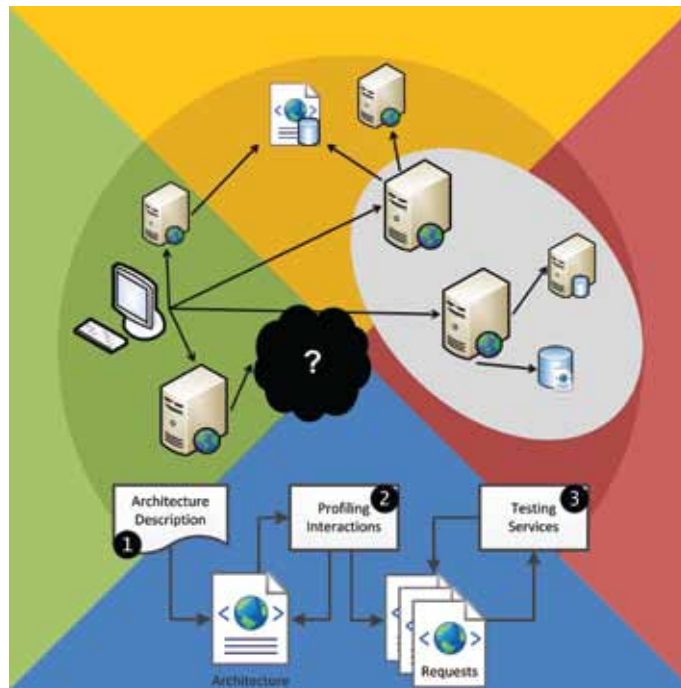 ?
Architecture
Description
1
Profiling
Interactions
2
Testing
Services
3
Architecture
Requests